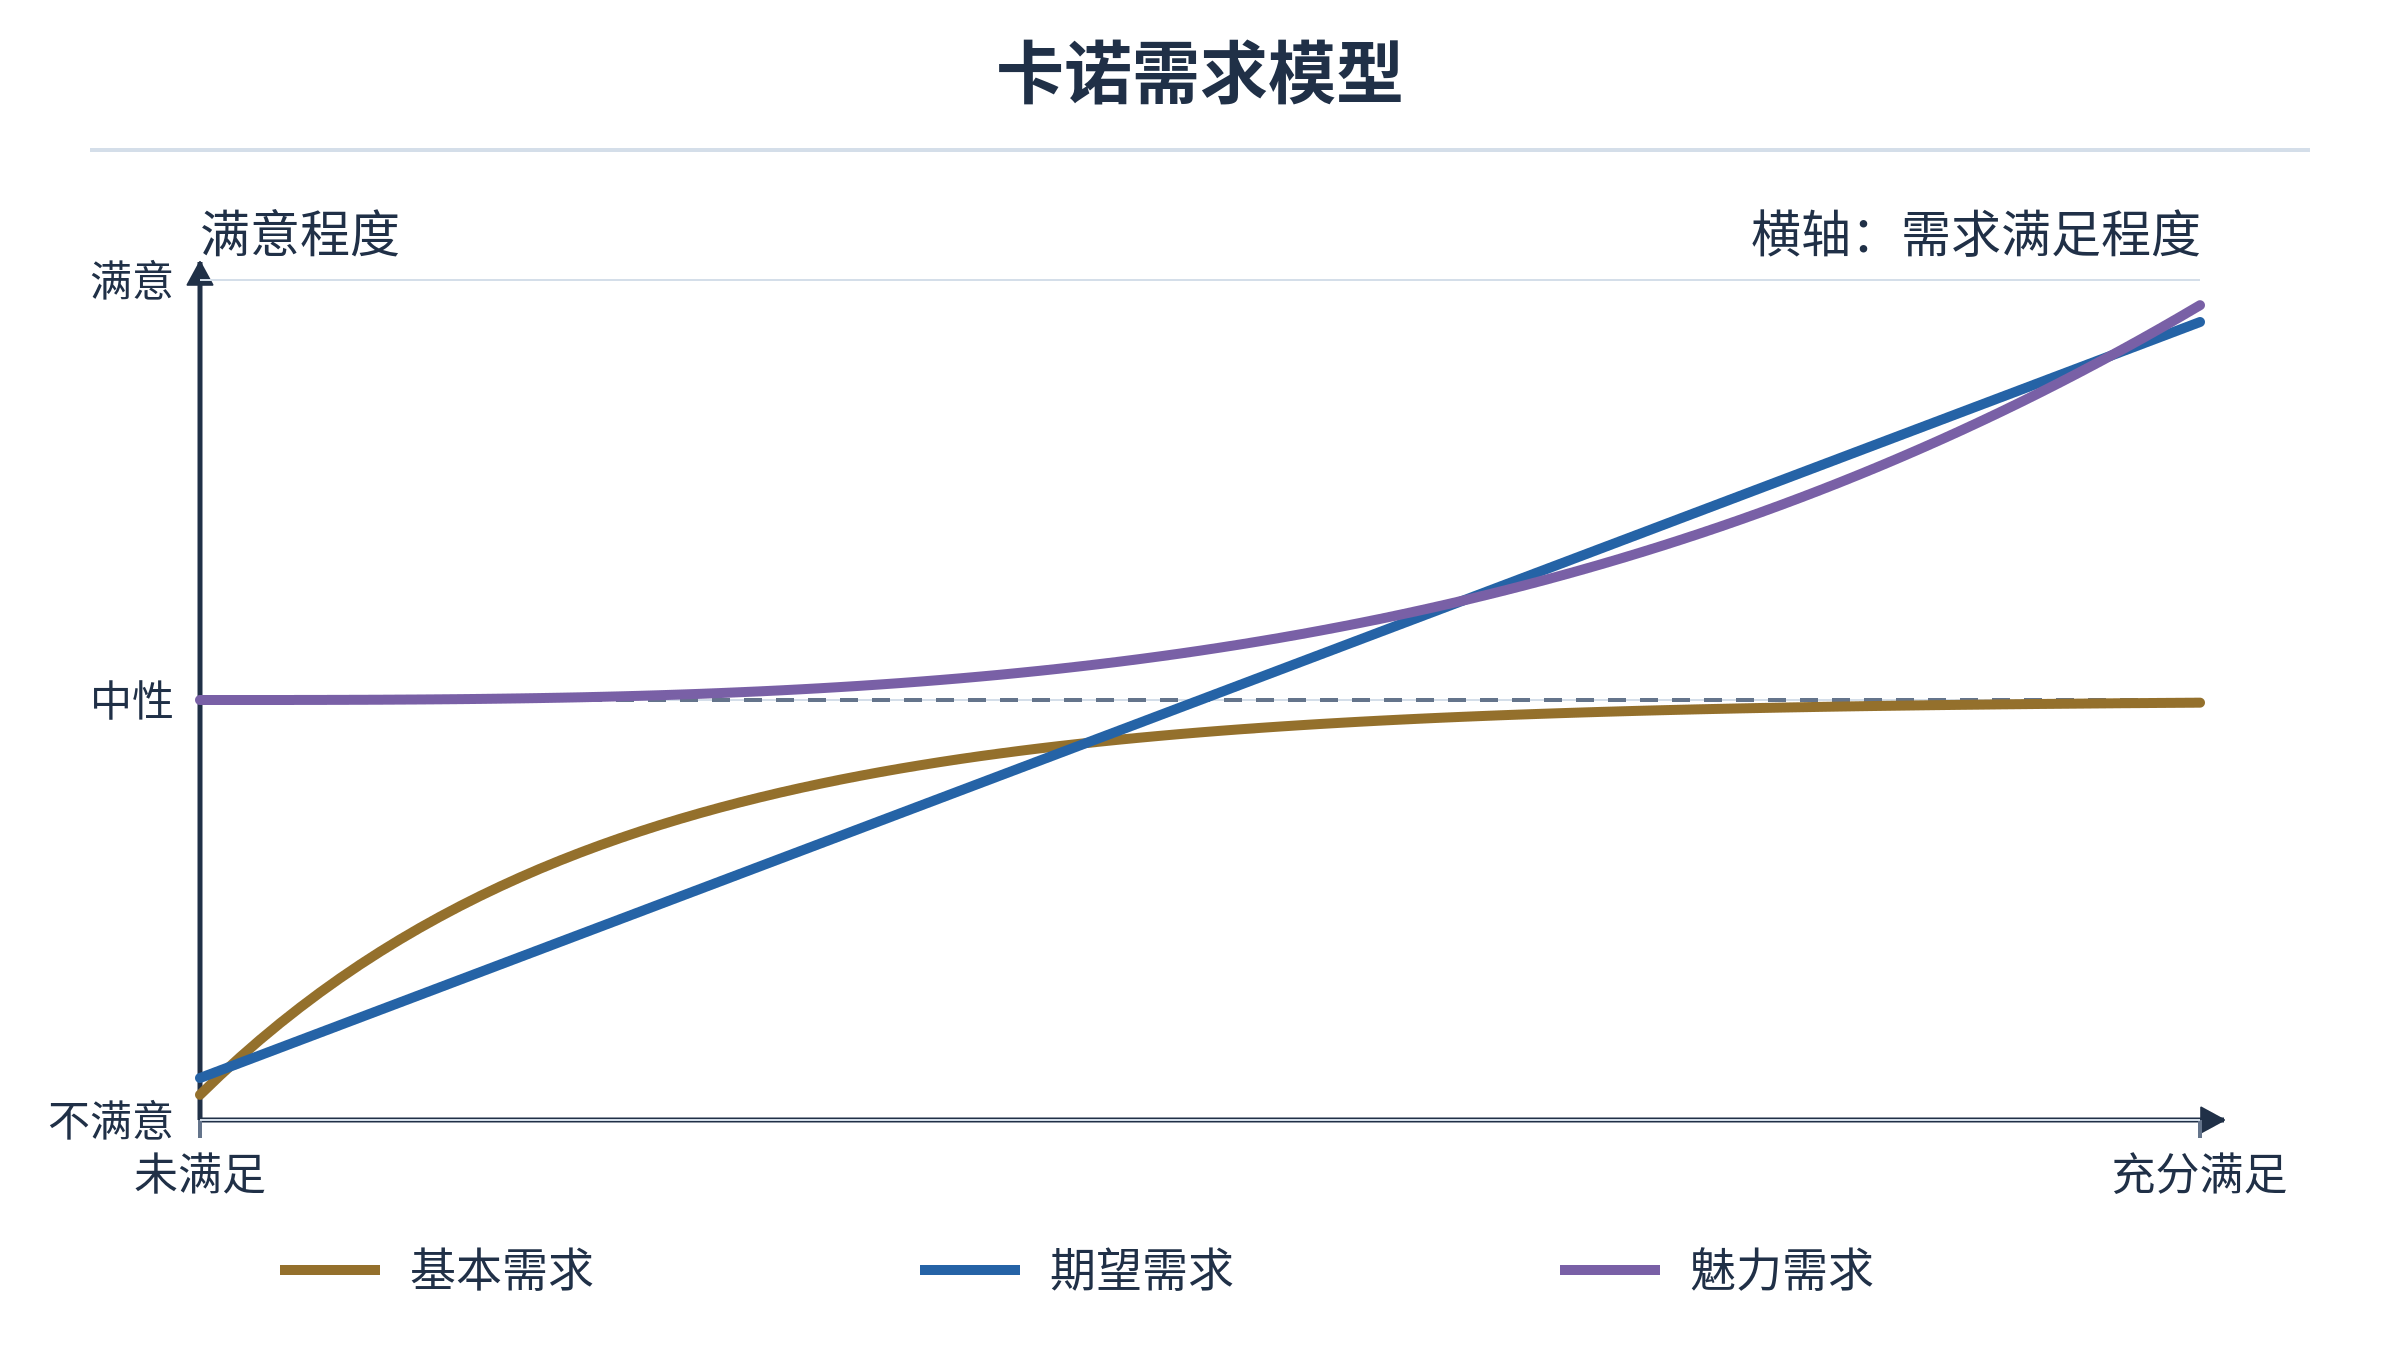 卡诺需求模型
满意程度
横轴：需求满足程度
满意
中性
不满意
未满足
充分满足
基本需求
期望需求
魅力需求